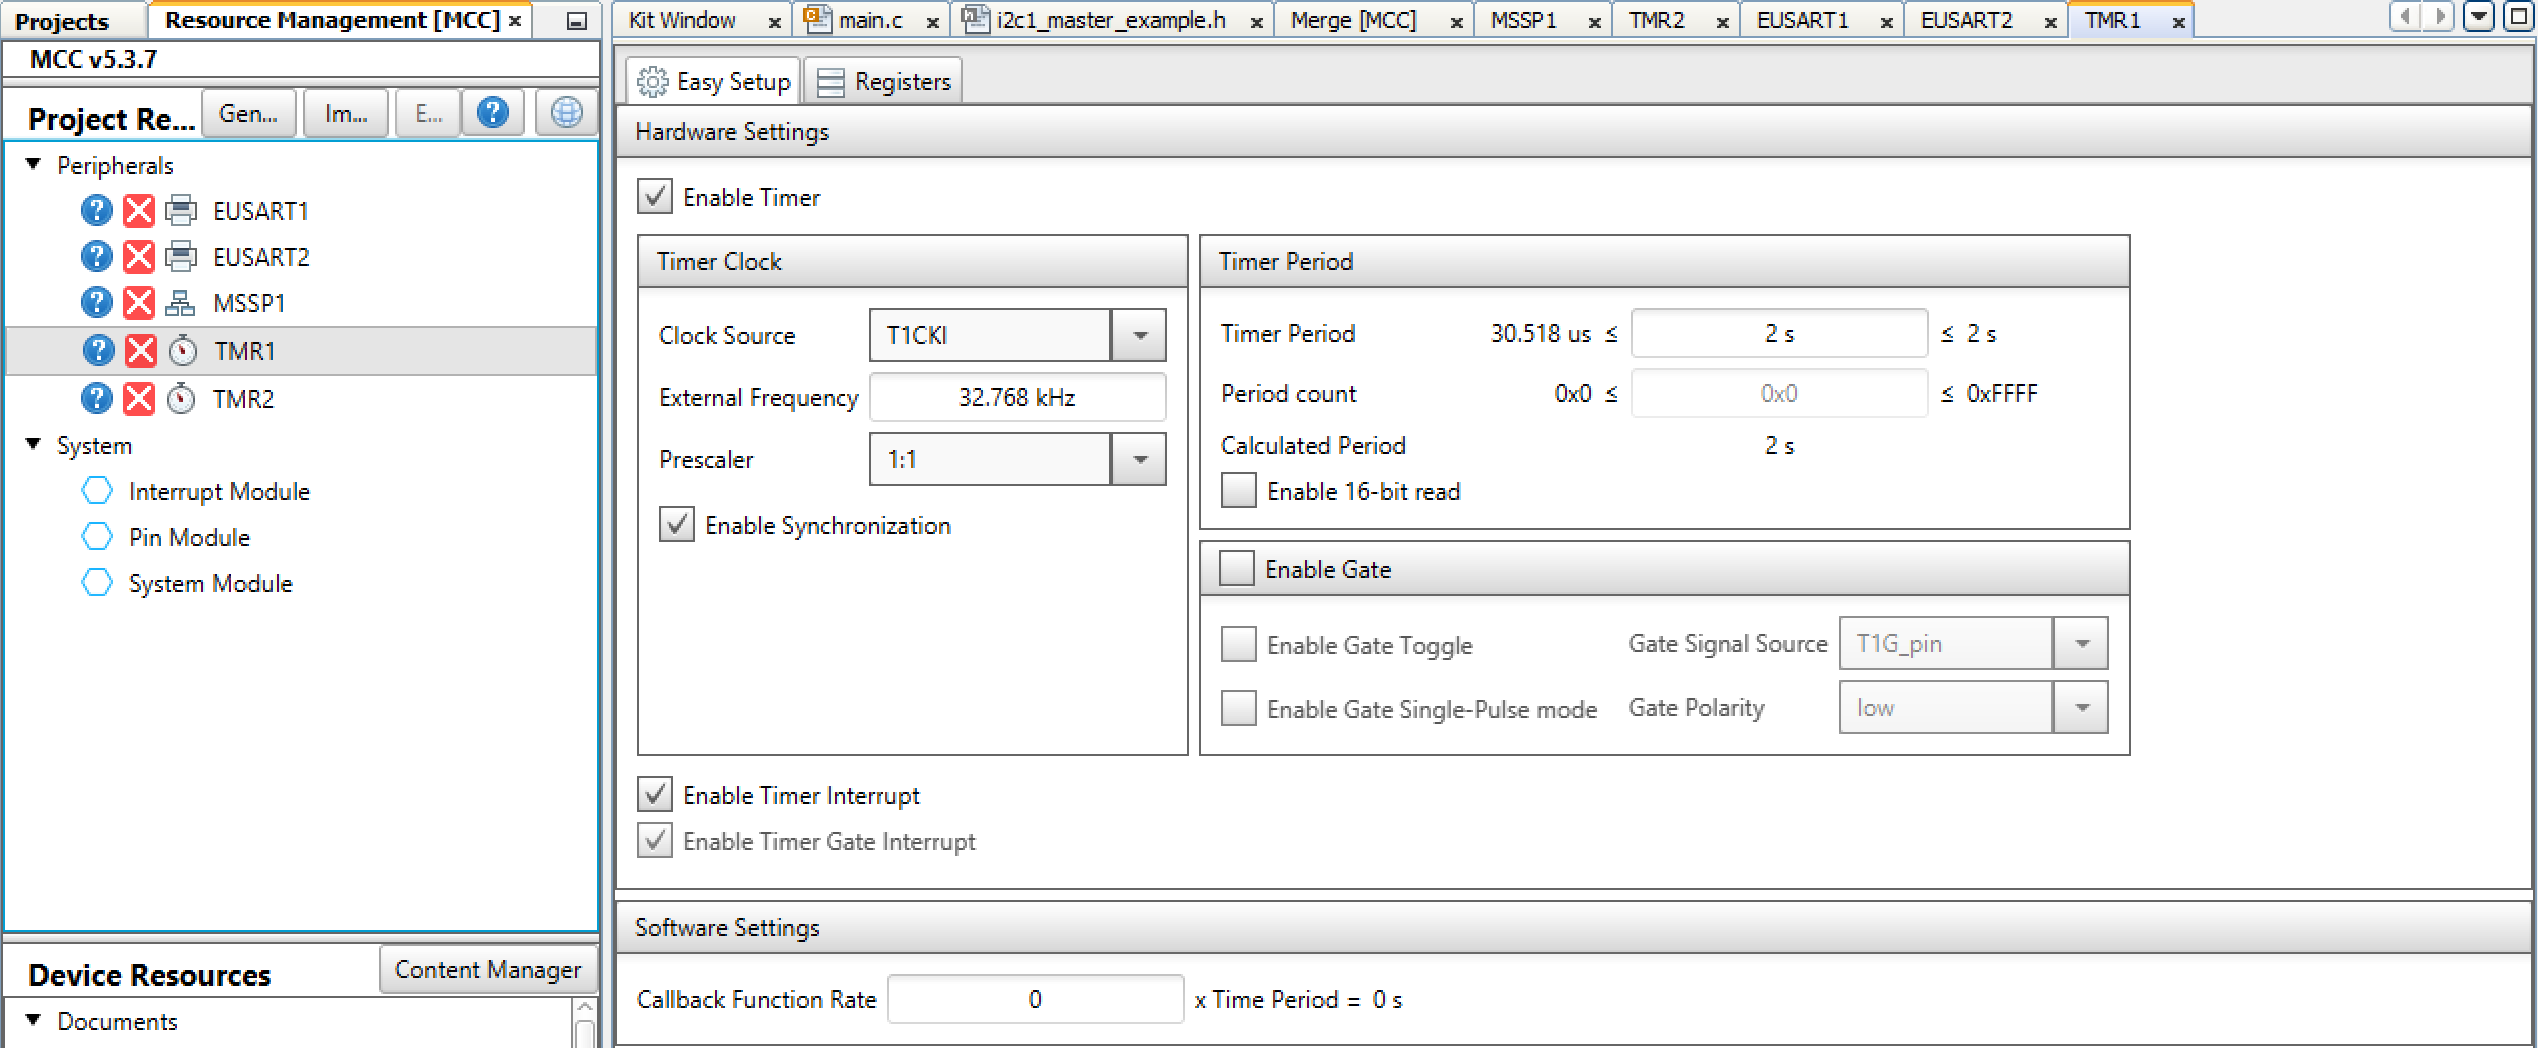 Projects
Resource Management [MCC] ×
MCC v5.3.7
Project Re...
Gen...
Im...
E...
Peripherals
EUSART1
EUSART2
MSSP1
TMR1
TMR2
System
Interrupt Module
Pin Module
System Module
Device Resources
Content Manager
Documents
Kit Window ×
main.c ×
i2c1_master_example.h ×
Merge [MCC] ×
MSSP1 ×
TMR2 ×
EUSART1 ×
EUSART2 ×
TMR1 ×
Easy Setup
Registers
Hardware Settings
Enable Timer
Timer Clock
Clock Source T1CKI
External Frequency 32.768 kHz
Prescaler 1:1
Enable Synchronization
Timer Period
Timer Period 30.518 us ≤ 2 s ≤ 2 s
Period count 0x0 ≤ 0x0 ≤ 0xFFFF
Calculated Period 2 s
Enable 16-bit read
Enable Gate
Enable Gate Toggle Gate Signal Source T1G_pin
Enable Gate Single-Pulse mode Gate Polarity low
Enable Timer Interrupt
Enable Timer Gate Interrupt
Software Settings
Callback Function Rate 0 x Time Period = 0 s